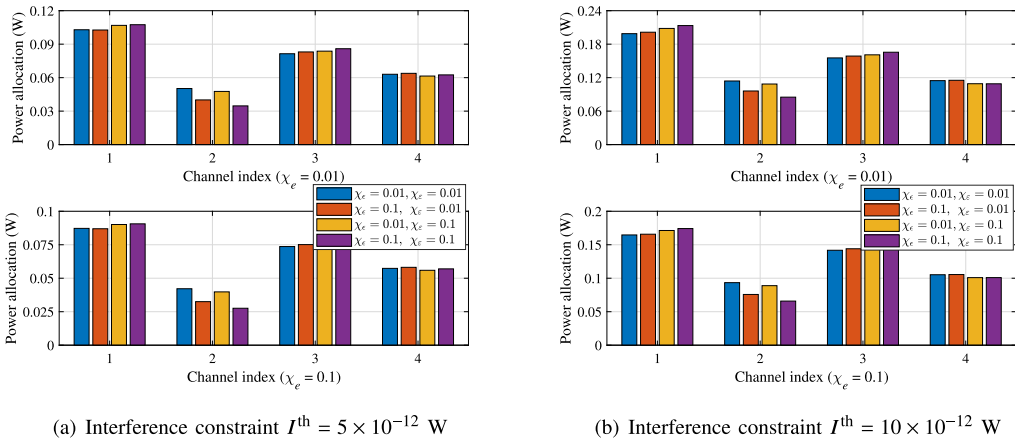 0.12
0.09
0.06
0.03
0
Power allocation (W)
1 2 3 4
Channel index (χe = 0.01)
0.1
0.075
0.05
0.025
0
Power allocation (W)
χϵ = 0.01, χε = 0.01
χϵ = 0.1, χε = 0.01
χϵ = 0.01, χε = 0.1
χϵ = 0.1, χε = 0.1
1 2 3 4
Channel index (χe = 0.1)
(a) Interference constraint I^th = 5 × 10^−12 W
0.24
0.18
0.12
0.06
0
Power allocation (W)
1 2 3 4
Channel index (χe = 0.01)
0.2
0.15
0.1
0.05
0
Power allocation (W)
χϵ = 0.01, χε = 0.01
χϵ = 0.1, χε = 0.01
χϵ = 0.01, χε = 0.1
χϵ = 0.1, χε = 0.1
1 2 3 4
Channel index (χe = 0.1)
(b) Interference constraint I^th = 10 × 10^−12 W